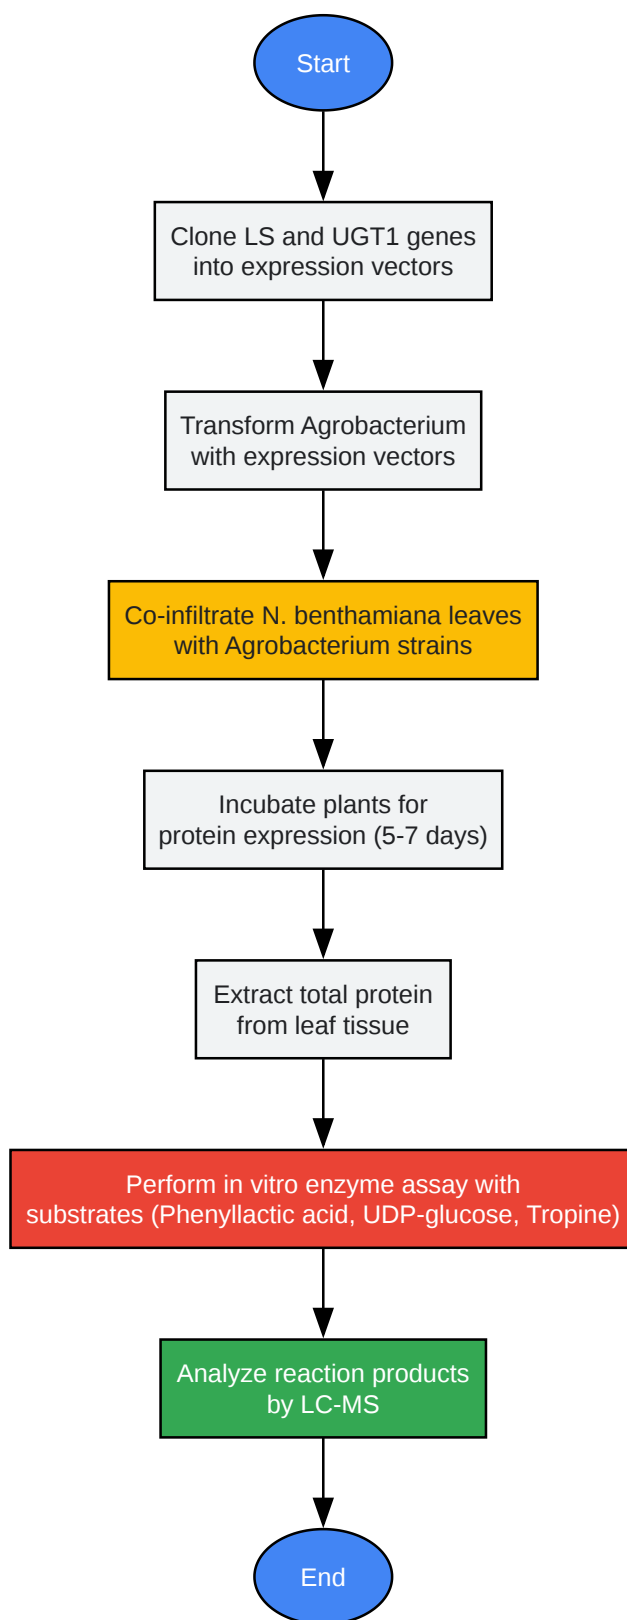 Start
Clone LS and UGT1 genes
into expression vectors
Transform Agrobacterium
with expression vectors
Co-infiltrate N. benthamiana leaves
with Agrobacterium strains
Incubate plants for
protein expression (5-7 days)
Extract total protein
from leaf tissue
Perform in vitro enzyme assay with
substrates (Phenyllactic acid, UDP-glucose, Tropine)
Analyze reaction products
by LC-MS
End